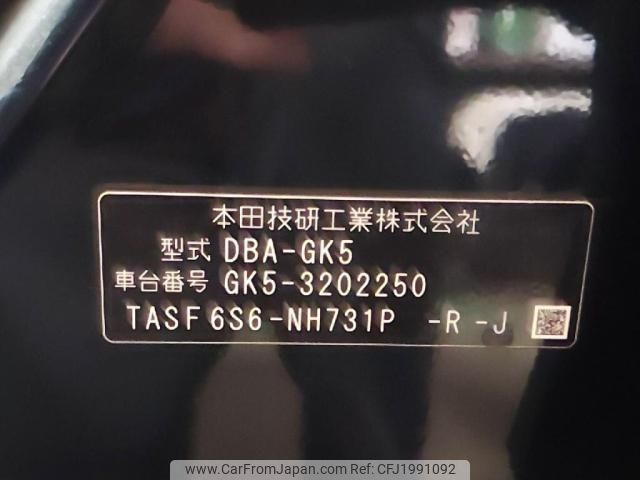 本田技研工業株式会社
型式 DBA-GK5
車台番号 GK5-3202250
TASF6S6-NH731P -R-J
www.CarFromJapan.com | CFJ1991092